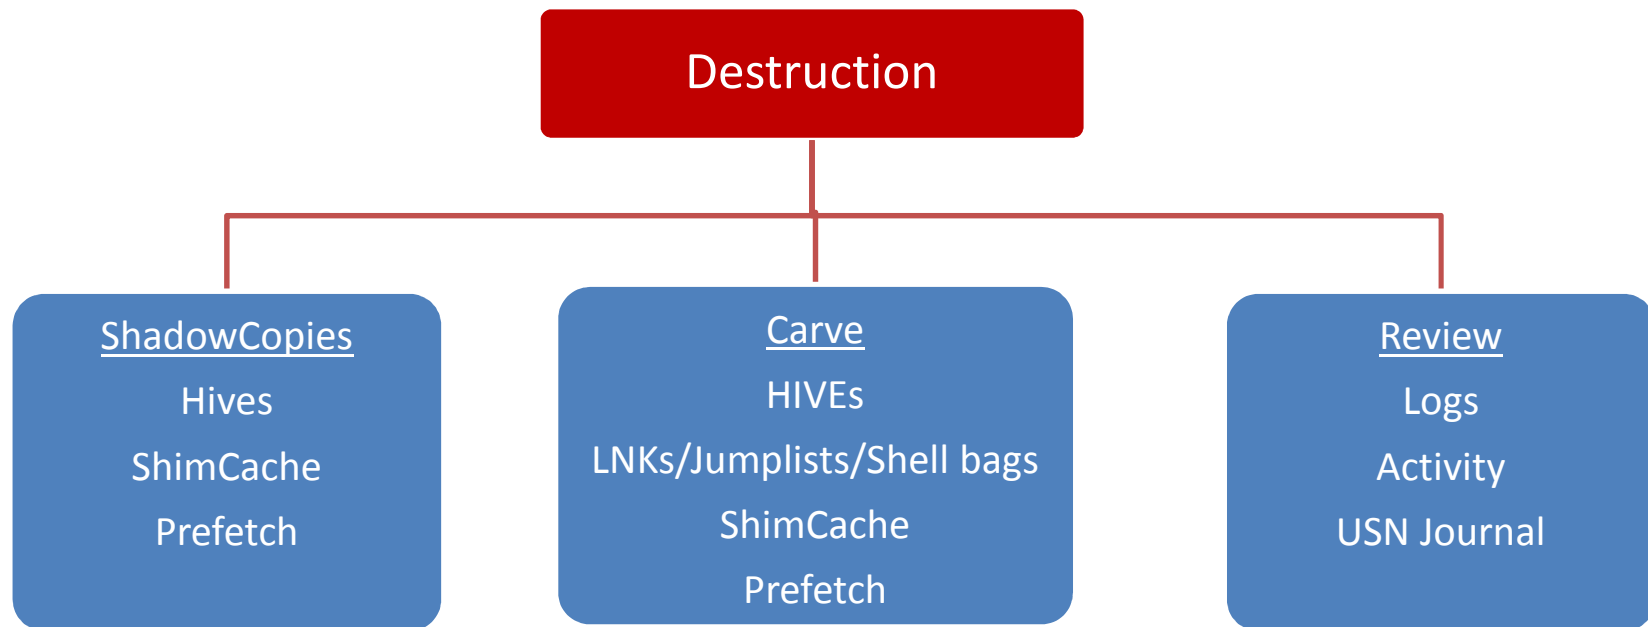 Destruction
ShadowCopies
Hives
ShimCache
Prefetch
Carve
HIVEs
LNKs/Jumplists/Shell bags
ShimCache
Prefetch
Review
Logs
Activity
USN Journal